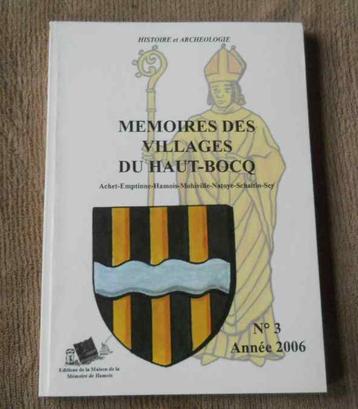 HISTOIRE et ARCHEOLOGIE
MEMOIRES DES
VILLAGES
DU HAUT-BOCQ
Achet-Emptinne-Hamois-Mohiville-Natoye-Schaltin-Scy
N° 3
Année 2006
Editions de la Maison de la
Mémoire de Hamois